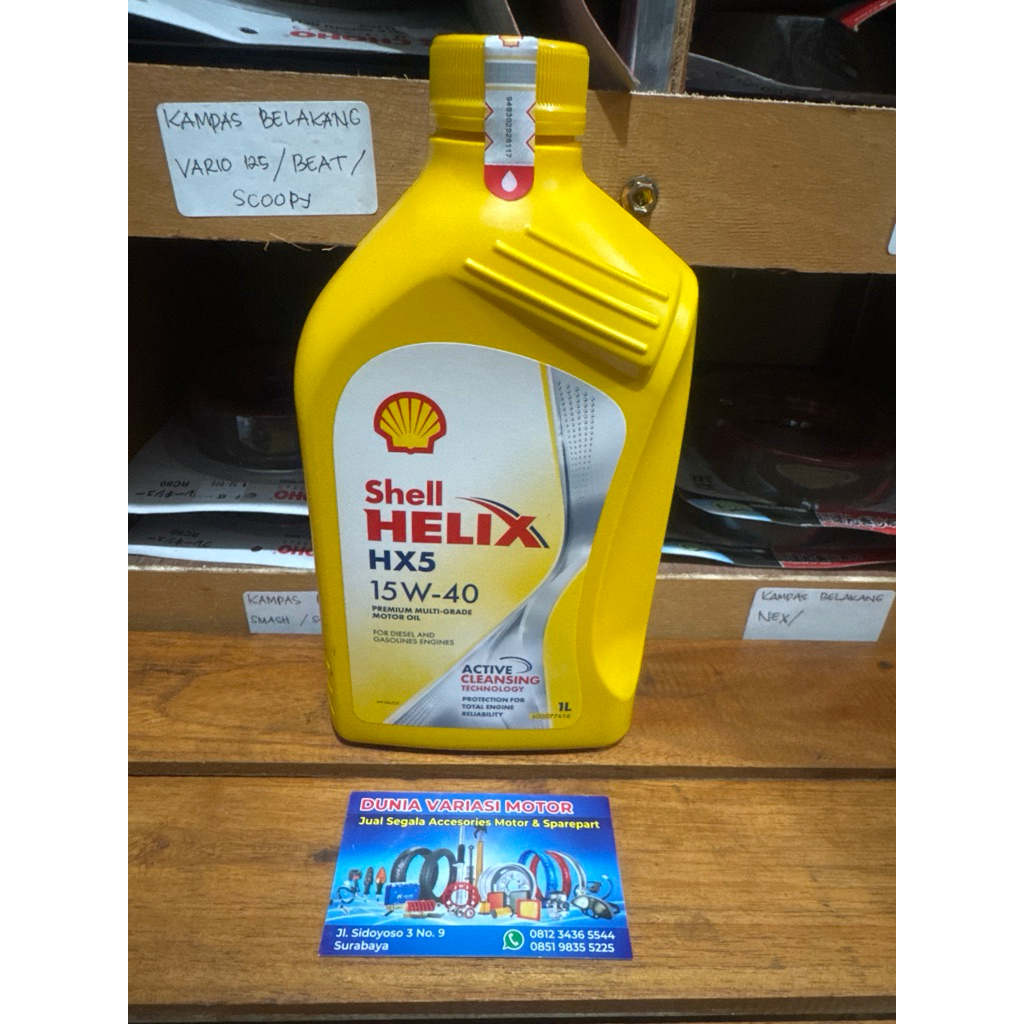 KAMPAS BELAKANG
VARIO 125 / BEAT /
SCOOPY
949302926117
Shell
HELIX
HX5
15W-40
PREMIUM MULTI-GRADE
MOTOR OIL
FOR DIESEL AND
GASOLINES ENGINES
ACTIVE
CLEANSING
TECHNOLOGY
PROTECTION FOR
TOTAL ENGINE
RELIABILITY
1L
KAMPAS
SMASH / S
KAMPAS BELAKANG
NEX/
DUNIA VARIASI MOTOR
Jual Segala Accesories Motor & Sparepart
Jl. Sidoyoso 3 No. 9
Surabaya
0812 3436 5544
0851 9835 5225